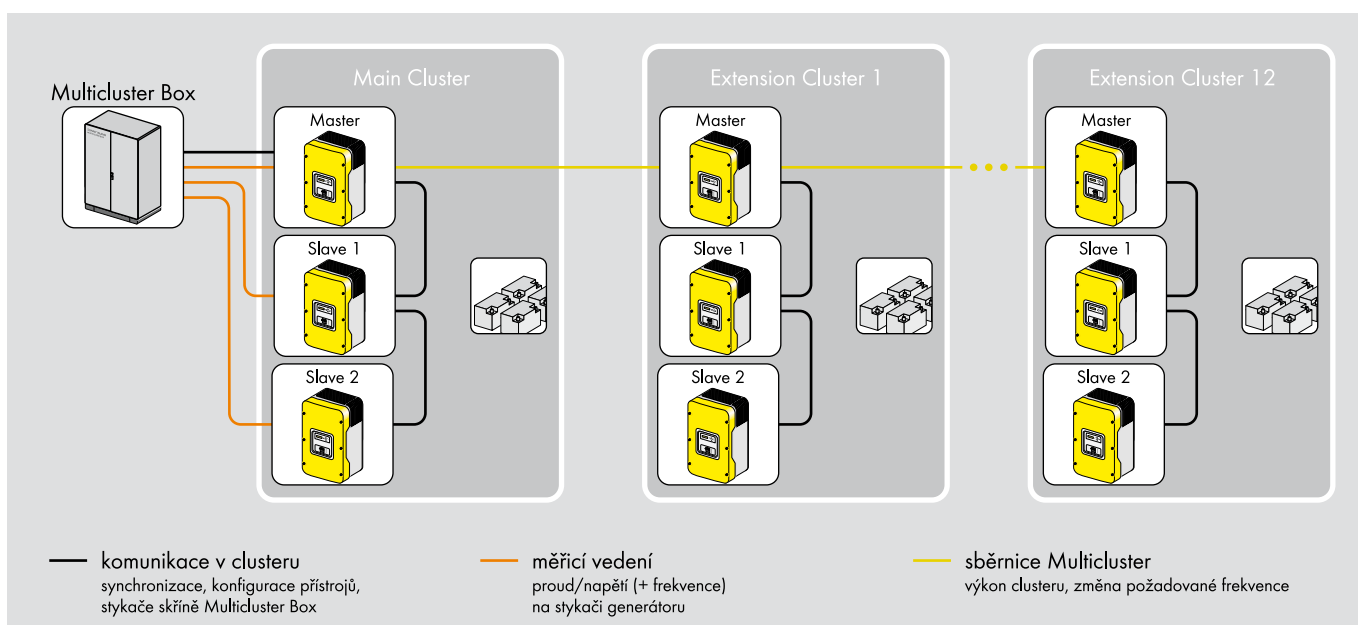 Main Cluster
Extension Cluster 1
Extension Cluster 12
Multicluster Box
Master
Master
Master
Slave 1
Slave 1
Slave 1
Slave 2
Slave 2
Slave 2
komunikace v clusteru
synchronizace, konfigurace přístrojů,
stykače skříně Multicluster Box
měřicí vedení
proud/napětí (+ frekvence)
na stykači generátoru
sběrnice Multicluster
výkon clusteru, změna požadované frekvence